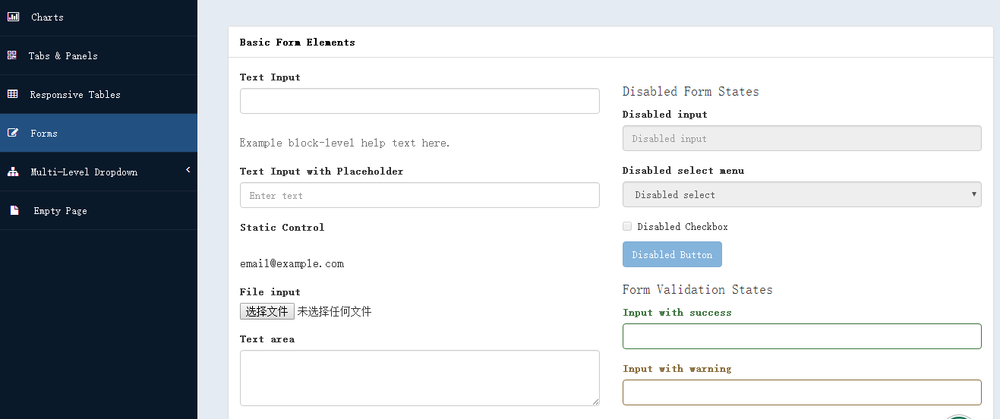 Charts
Tabs & Panels
Responsive Tables
Forms
Multi-Level Dropdown
Empty Page
Basic Form Elements
Text Input
Example block-level help text here.
Text Input with Placeholder
Enter text
Static Control
email@example.com
File input
选择文件 未选择任何文件
Text area
Disabled Form States
Disabled input
Disabled input
Disabled select menu
Disabled select
Disabled Checkbox
Disabled Button
Form Validation States
Input with success
Input with warning